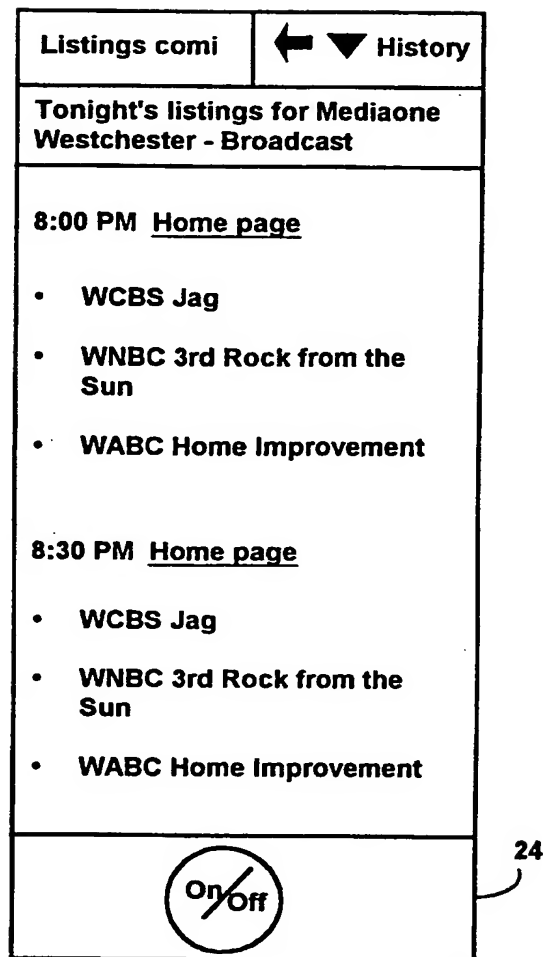 Listings comi
History
Tonight's listings for Mediaone
Westchester - Broadcast
8:00 PM Home page
• WCBS Jag
• WNBC 3rd Rock from the
Sun
• WABC Home Improvement
8:30 PM Home page
• WCBS Jag
• WNBC 3rd Rock from the
Sun
• WABC Home Improvement
On/Off
24